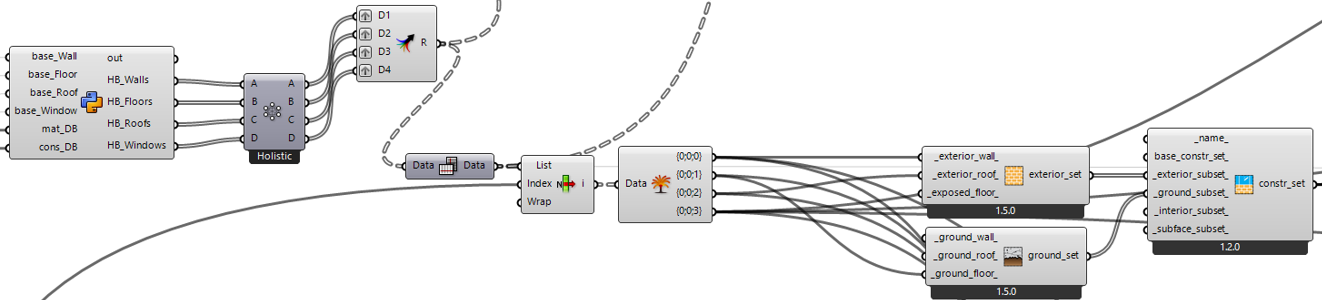 base_Wall
base_Floor
base_Roof
base_Window
mat_DB
cons_DB
out
HB_Walls
HB_Floors
HB_Roofs
HB_Windows
A
B
C
D
A
B
C
D
Holistic
D1
D2
D3
D4
R
Data
Data
List
Index
Wrap
N
i
Data
{0;0;0}
{0;0;1}
{0;0;2}
{0;0;3}
_exterior_wall_
_exterior_roof_
_exposed_floor_
exterior_set
1.5.0
_ground_wall_
_ground_roof_
_ground_floor_
ground_set
1.5.0
_name_
base_constr_set_
_exterior_subset_
_ground_subset_
_interior_subset_
_subface_subset_
constr_set
1.2.0